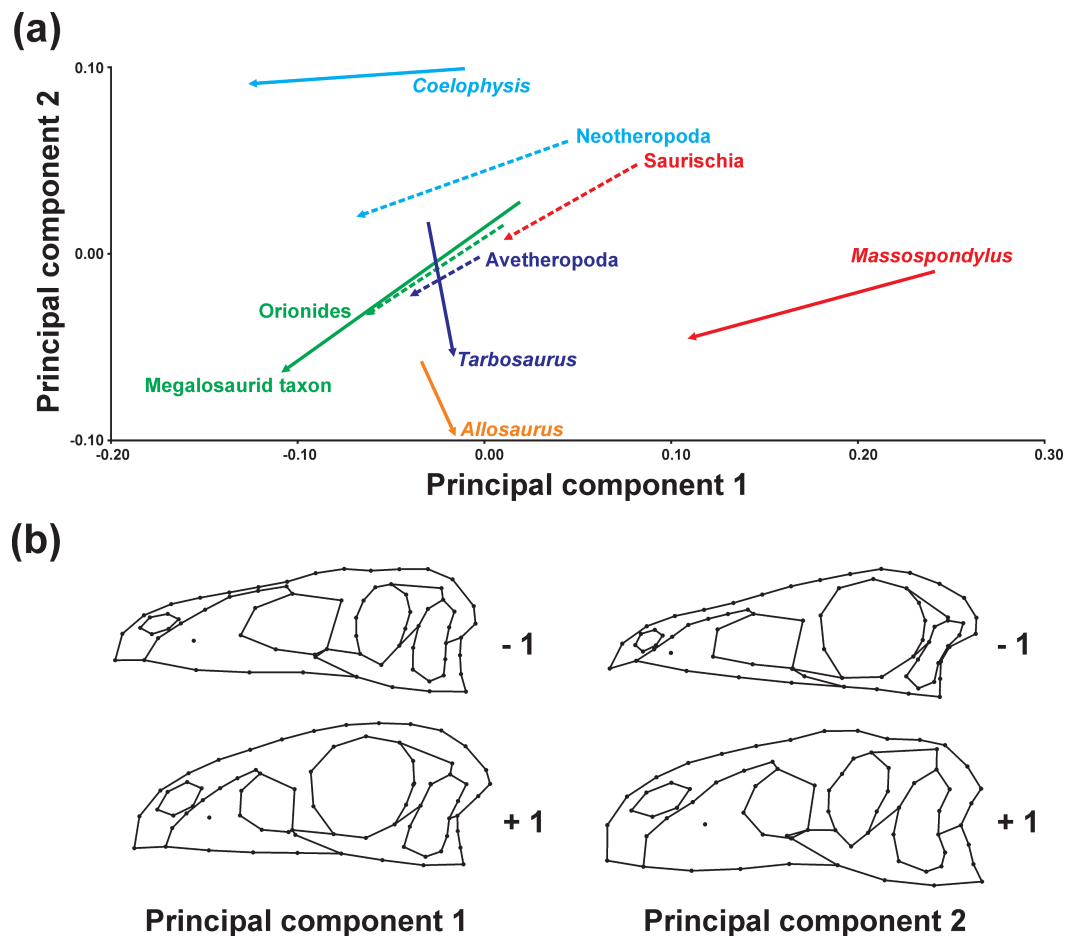 (a)
Principal component 2
0.10
0.00
-0.10
Coelophysis
Neotheropoda
Saurischia
Massospondylus
Avetheropoda
Orionides
Tarbosaurus
Megalosaurid taxon
Allosaurus
-0.20
-0.10
0.00
0.10
0.20
0.30
Principal component 1
(b)
- 1
- 1
+ 1
+ 1
Principal component 1
Principal component 2